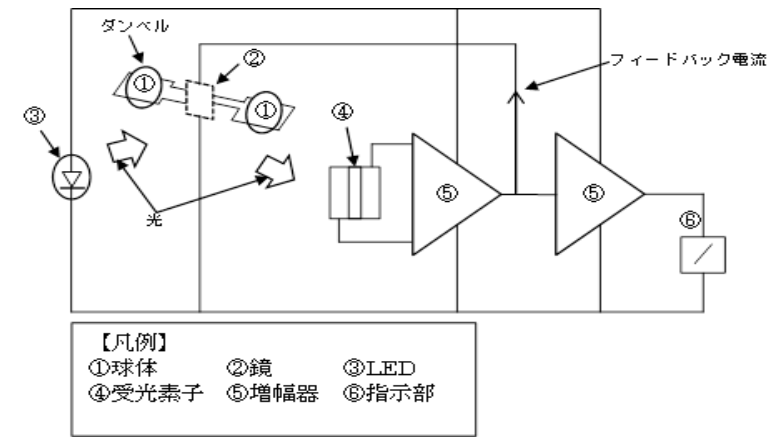 ダンベル
②
フィードバック電流
①
①
③
④
⑤
⑤
光
⑥
【凡例】
①球体 ②鏡 ③LED
④受光素子 ⑤増幅器 ⑥指示部